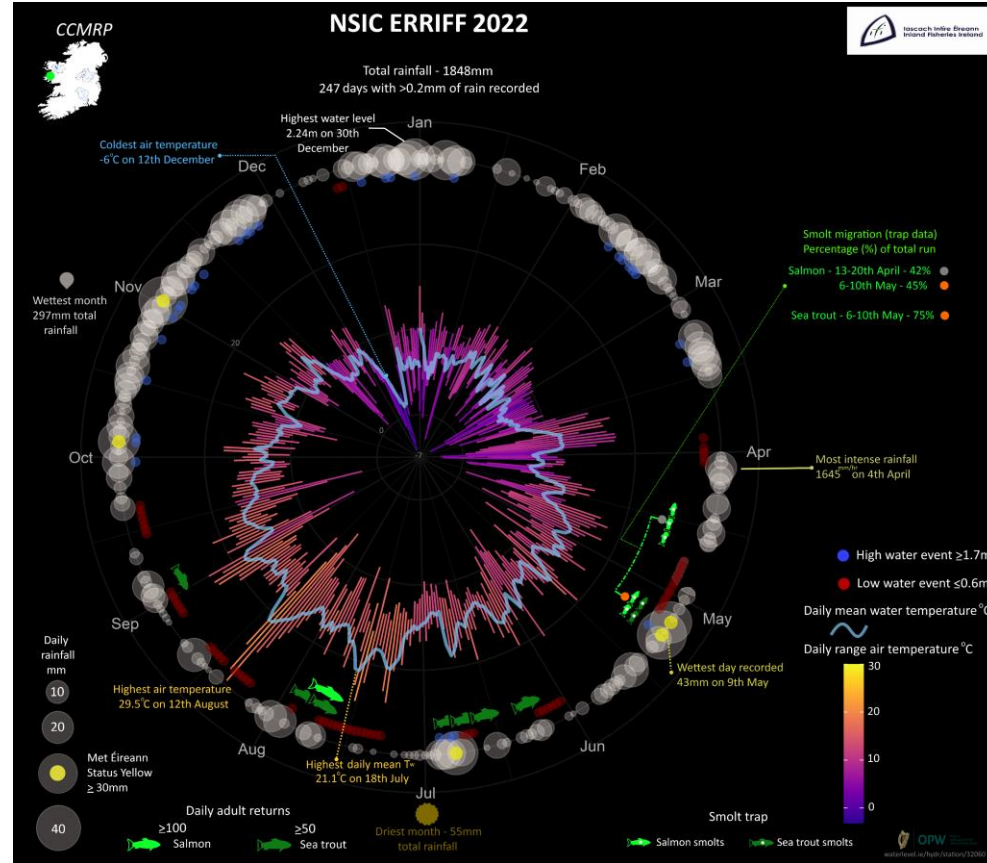 CCMRP
NSIC ERRIFF 2022
Iascach Intíre Éireann
Inland Fisheries Ireland
Total rainfall - 1848mm
247 days with >0.2mm of rain recorded
Highest water level
2.24m on 30th
December
Coldest air temperature
-6°C on 12th December
Jan
Feb
Mar
Apr
May
Jun
Jul
Aug
Sep
Oct
Nov
Dec
Smolt migration (trap data)
Percentage (%) of total run
Salmon - 13-20th April - 42%
6-10th May - 45%
Sea trout - 6-10th May - 75%
Wettest month
297mm total
rainfall
20
0
Most intense rainfall
1645mm/hr on 4th April
High water event ≥1.7m
Low water event ≤0.6m
Daily mean water temperature °C
Daily range air temperature °C
30
20
10
0
Wettest day recorded
43mm on 9th May
Highest air temperature
29.5°C on 12th August
Highest daily mean Tw
21.1°C on 18th July
Daily
rainfall
mm
10
20
Met Éireann
Status Yellow
≥ 30mm
40
Daily adult returns
≥100
Salmon
≥50
Sea trout
Driest month - 55mm
total rainfall
Smolt trap
Salmon smolts
Sea trout smolts
OPW
waterlevel.ie/hydr/station/32060